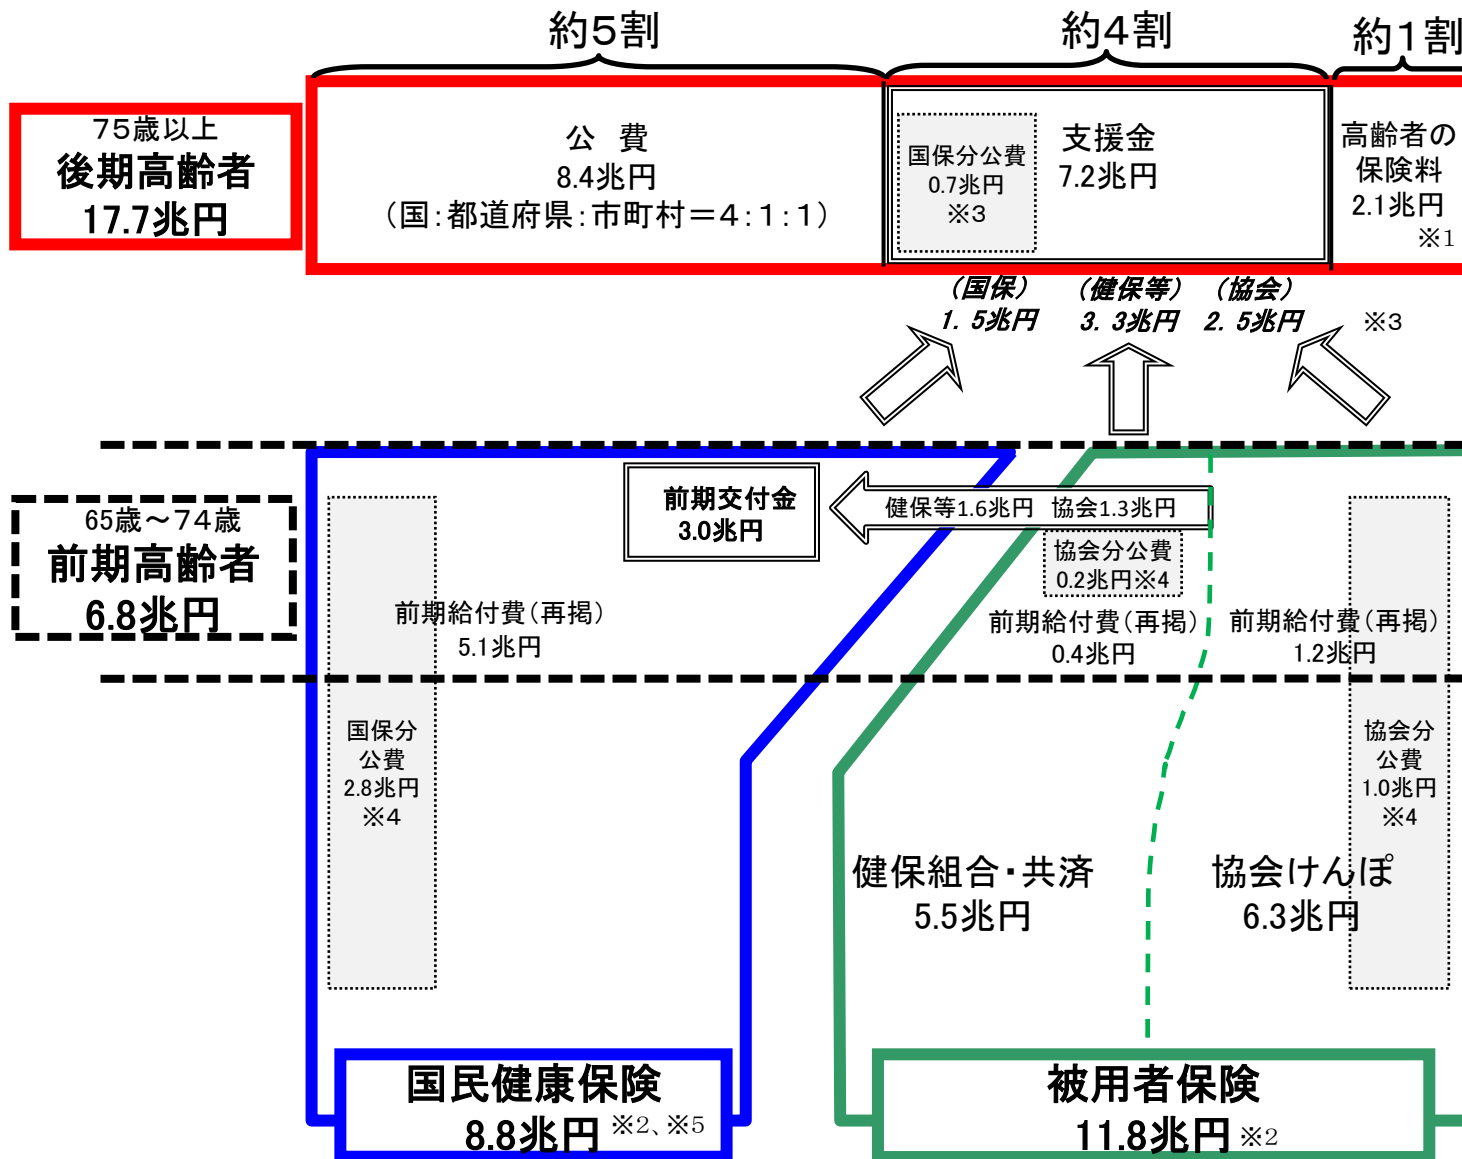 約5割
約4割
約1割
75歳以上
後期高齢者
17.7兆円
公 費
8.4兆円
（国：都道府県：市町村＝4：1：1）
国保分公費
0.7兆円
※3
支援金
7.2兆円
高齢者の
保険料
2.1兆円
※1
（国保）
1．5兆円
（健保等）
3．3兆円
（協会）
2．5兆円
※3
65歳～74歳
前期高齢者
6.8兆円
前期交付金
3.0兆円
健保等1.6兆円 協会1.3兆円
協会分公費
0.2兆円※4
前期給付費（再掲）
5.1兆円
前期給付費（再掲）
0.4兆円
前期給付費（再掲）
1.2兆円
国保分
公費
2.8兆円
※4
協会分
公費
1.0兆円
※4
健保組合・共済
5.5兆円
協会けんぽ
6.3兆円
国民健康保険
8.8兆円 ※2、※5
被用者保険
11.8兆円 ※2